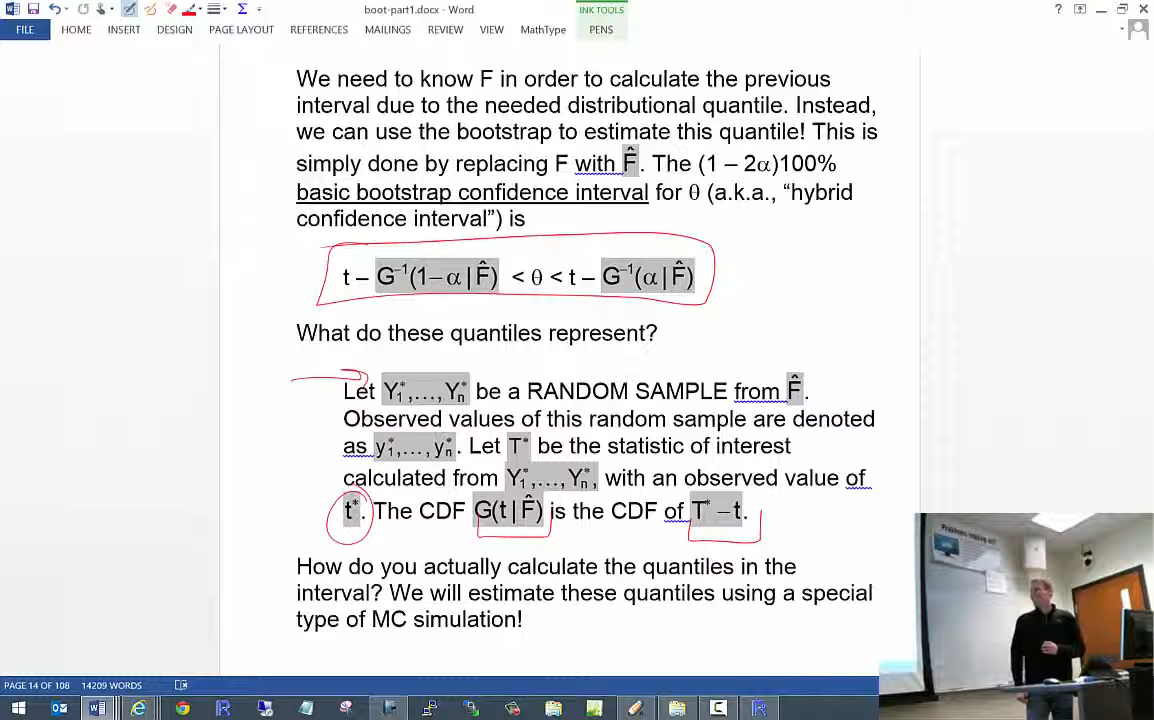 boot-part1.docx - Word
INK TOOLS
FILE HOME INSERT DESIGN PAGE LAYOUT REFERENCES MAILINGS REVIEW VIEW MathType PENS
We need to know F in order to calculate the previous
interval due to the needed distributional quantile. Instead,
we can use the bootstrap to estimate this quantile! This is
simply done by replacing F with F̂. The (1 – 2α)100%
basic bootstrap confidence interval for θ (a.k.a., “hybrid
confidence interval”) is
t – G⁻¹(1– α | F̂) < θ < t – G⁻¹(α | F̂)
What do these quantiles represent?
Let Y₁*,…,Yₙ* be a RANDOM SAMPLE from F̂.
Observed values of this random sample are denoted
as y₁*,…,yₙ*. Let T* be the statistic of interest
calculated from Y₁*,…,Yₙ*, with an observed value of
t*. The CDF G(t | F̂) is the CDF of T* – t.
How do you actually calculate the quantiles in the
interval? We will estimate these quantiles using a special
type of MC simulation!
PAGE 14 OF 108 14209 WORDS